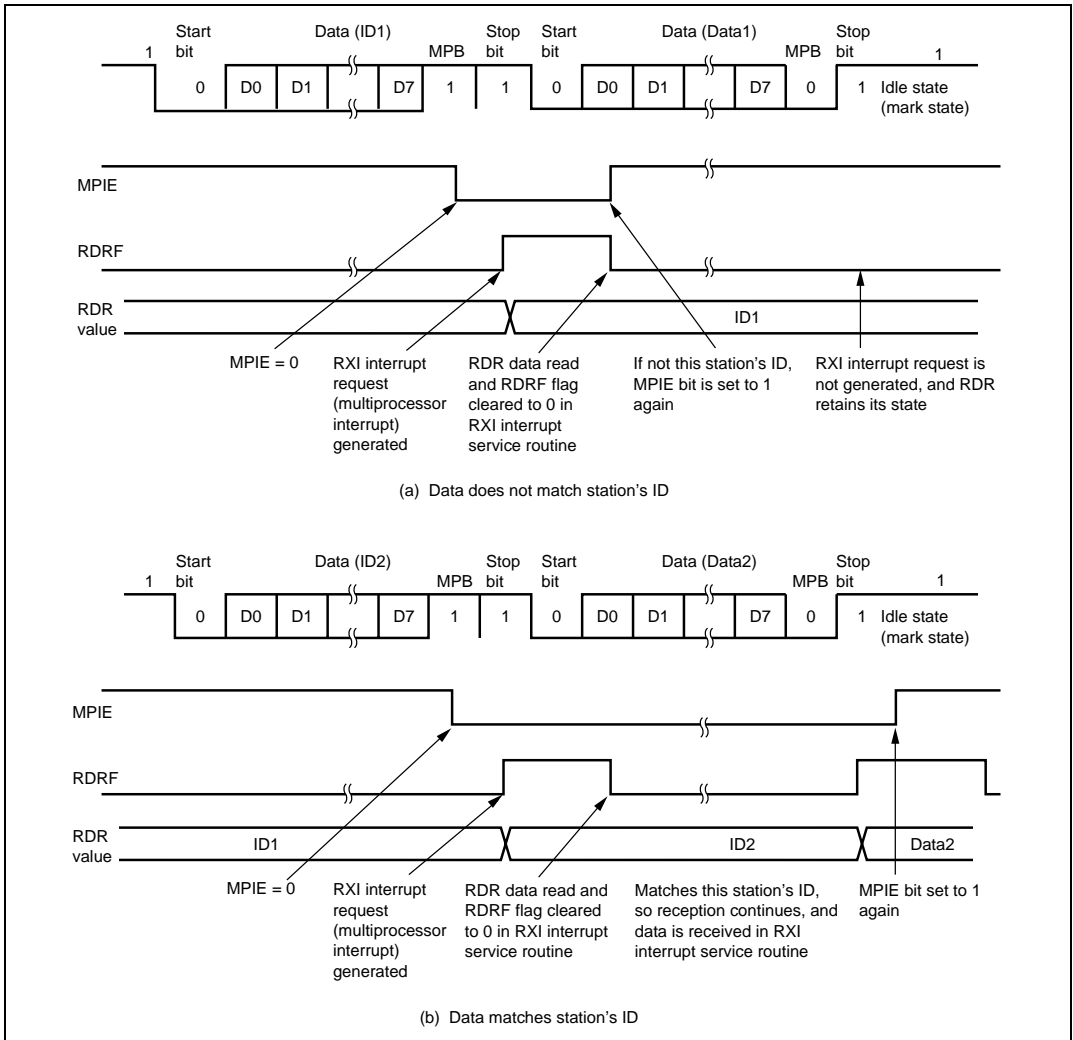 Start Data (ID1) Stop Start Data (Data1) Stop
1 bit MPB bit bit MPB bit 1
0 D0 D1 D7 1 1 0 D0 D1 D7 0 1 Idle state
(mark state)
MPIE
RDRF
RDR
value
ID1
MPIE = 0
RXI interrupt
request
(multiprocessor
interrupt)
generated
RDR data read
and RDRF flag
cleared to 0 in
RXI interrupt
service routine
If not this station's ID,
MPIE bit is set to 1
again
RXI interrupt request is
not generated, and RDR
retains its state
(a) Data does not match station's ID
Start Data (ID2) Stop Start Data (Data2) Stop
1 bit MPB bit bit MPB bit 1
0 D0 D1 D7 1 1 0 D0 D1 D7 0 1 Idle state
(mark state)
MPIE
RDRF
RDR
value
ID1 ID2 Data2
MPIE = 0
RXI interrupt
request
(multiprocessor
interrupt)
generated
RDR data read and
RDRF flag cleared
to 0 in RXI interrupt
service routine
Matches this station's ID,
so reception continues, and
data is received in RXI
interrupt service routine
MPIE bit set to 1
again
(b) Data matches station's ID